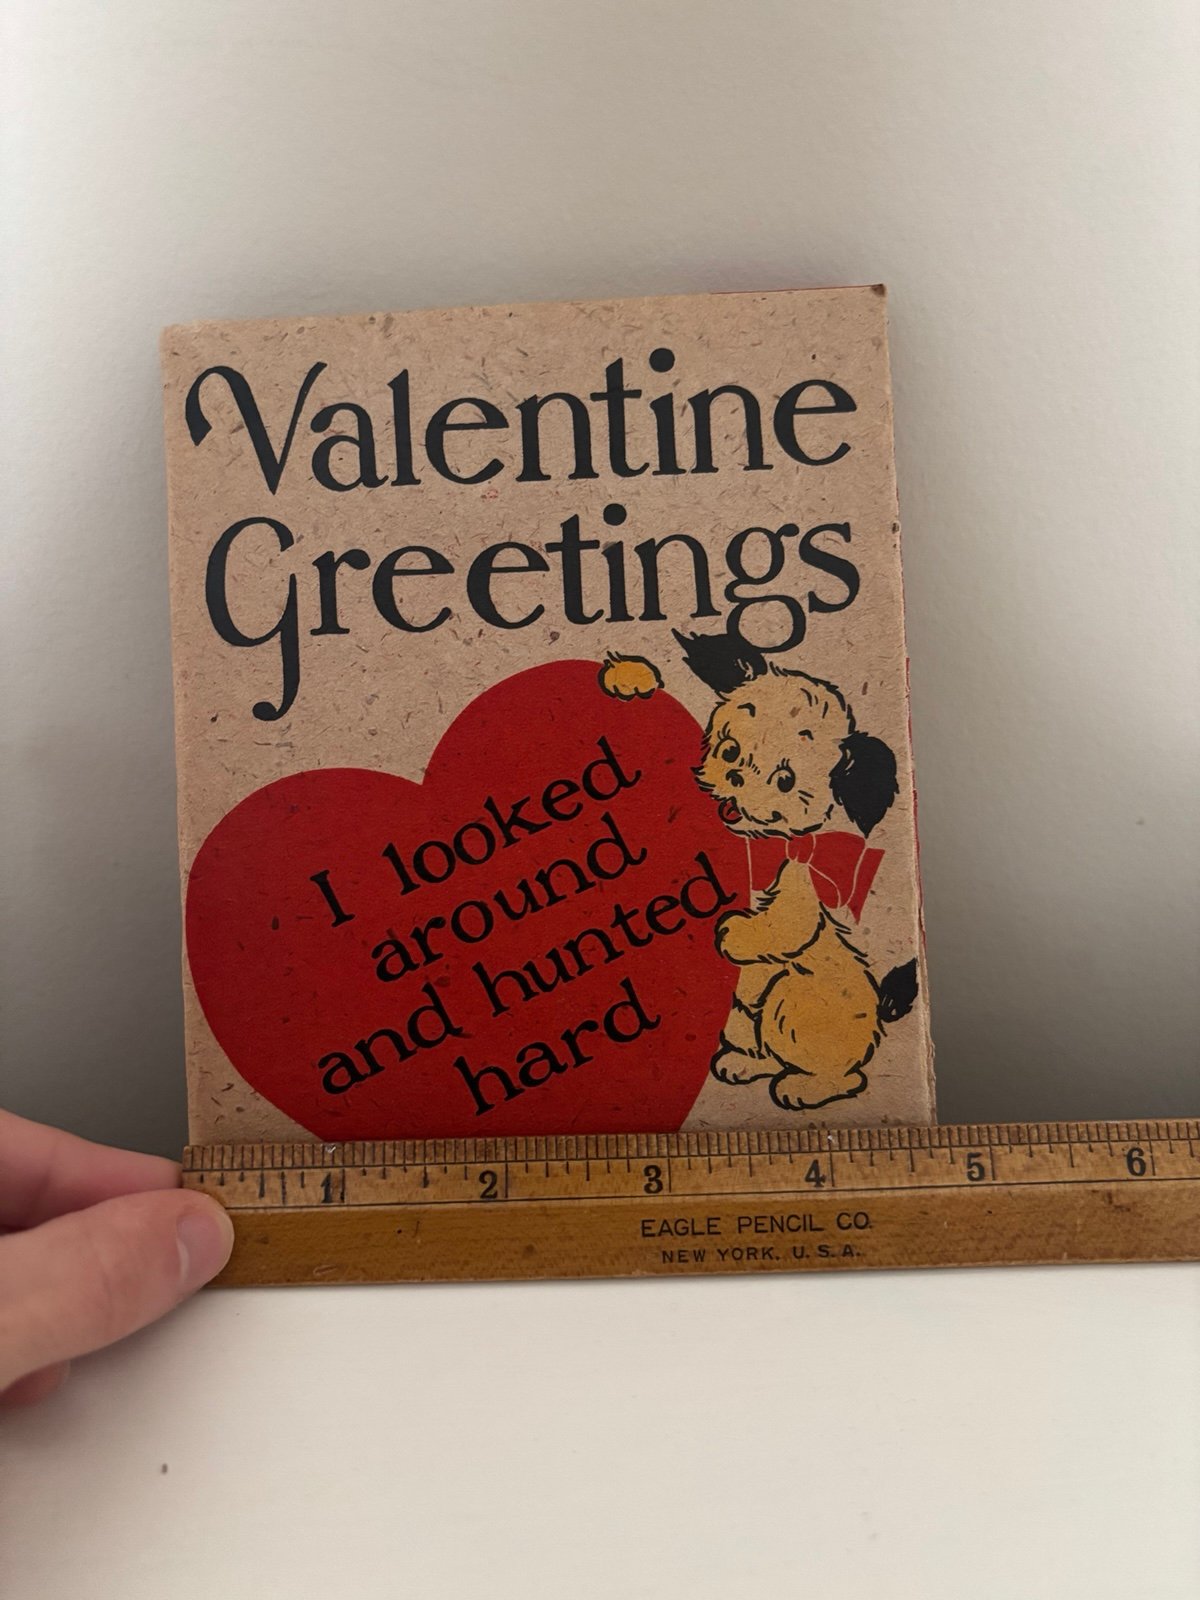 Valentine
Greetings
I looked
around
and hunted
hard
1 2 3 4 5 6
EAGLE PENCIL CO.
NEW YORK, U.S.A.